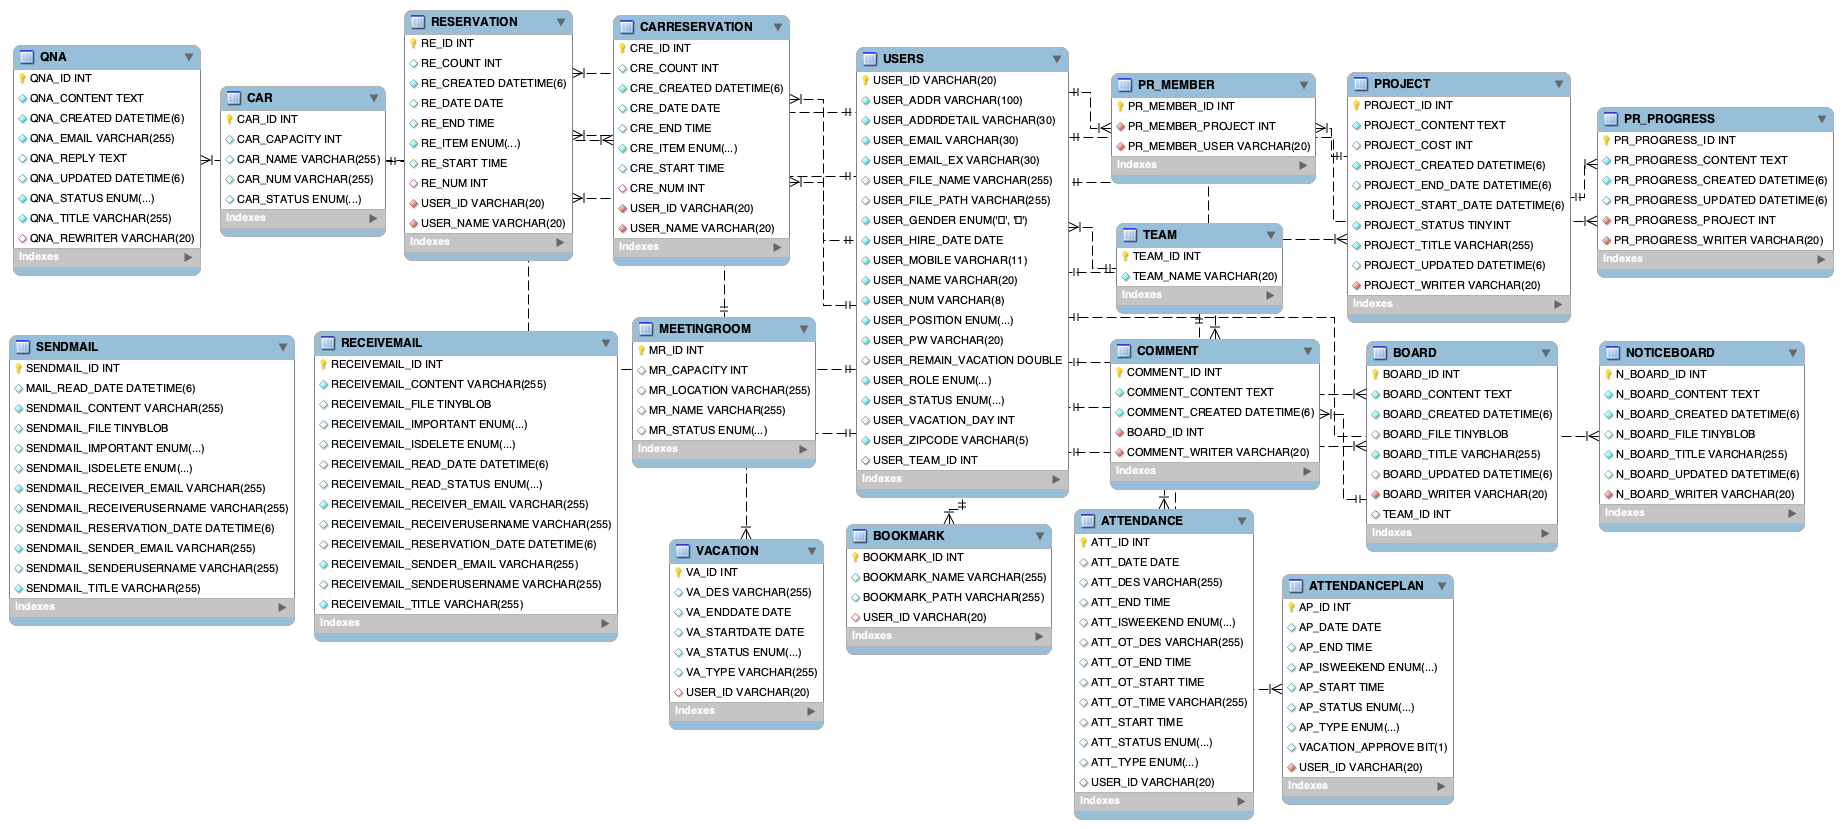 QNA
QNA_ID INT
QNA_CONTENT TEXT
QNA_CREATED DATETIME(6)
QNA_EMAIL VARCHAR(255)
QNA_REPLY TEXT
QNA_UPDATED DATETIME(6)
QNA_STATUS ENUM(...)
QNA_TITLE VARCHAR(255)
QNA_REWRITER VARCHAR(20)
Indexes
CAR
CAR_ID INT
CAR_CAPACITY INT
CAR_NAME VARCHAR(255)
CAR_NUM VARCHAR(255)
CAR_STATUS ENUM(...)
Indexes
RESERVATION
RE_ID INT
RE_COUNT INT
RE_CREATED DATETIME(6)
RE_DATE DATE
RE_END TIME
RE_ITEM ENUM(...)
RE_START TIME
RE_NUM INT
USER_ID VARCHAR(20)
USER_NAME VARCHAR(20)
Indexes
CARRESERVATION
CRE_ID INT
CRE_COUNT INT
CRE_CREATED DATETIME(6)
CRE_DATE DATE
CRE_END TIME
CRE_ITEM ENUM(...)
CRE_START TIME
CRE_NUM INT
USER_ID VARCHAR(20)
USER_NAME VARCHAR(20)
Indexes
USERS
USER_ID VARCHAR(20)
USER_ADDR VARCHAR(100)
USER_ADDRDETAIL VARCHAR(30)
USER_EMAIL VARCHAR(30)
USER_EMAIL_EX VARCHAR(30)
USER_FILE_NAME VARCHAR(255)
USER_FILE_PATH VARCHAR(255)
USER_GENDER ENUM('□', '□')
USER_HIRE_DATE DATE
USER_MOBILE VARCHAR(11)
USER_NAME VARCHAR(20)
USER_NUM VARCHAR(8)
USER_POSITION ENUM(...)
USER_PW VARCHAR(20)
USER_REMAIN_VACATION DOUBLE
USER_ROLE ENUM(...)
USER_STATUS ENUM(...)
USER_VACATION_DAY INT
USER_ZIPCODE VARCHAR(5)
USER_TEAM_ID INT
Indexes
PR_MEMBER
PR_MEMBER_ID INT
PR_MEMBER_PROJECT INT
PR_MEMBER_USER VARCHAR(20)
Indexes
PROJECT
PROJECT_ID INT
PROJECT_CONTENT TEXT
PROJECT_COST INT
PROJECT_CREATED DATETIME(6)
PROJECT_END_DATE DATETIME(6)
PROJECT_START_DATE DATETIME(6)
PROJECT_STATUS TINYINT
PROJECT_TITLE VARCHAR(255)
PROJECT_UPDATED DATETIME(6)
PROJECT_WRITER VARCHAR(20)
Indexes
PR_PROGRESS
PR_PROGRESS_ID INT
PR_PROGRESS_CONTENT TEXT
PR_PROGRESS_CREATED DATETIME(6)
PR_PROGRESS_UPDATED DATETIME(6)
PR_PROGRESS_PROJECT INT
PR_PROGRESS_WRITER VARCHAR(20)
Indexes
TEAM
TEAM_ID INT
TEAM_NAME VARCHAR(20)
Indexes
SENDMAIL
SENDMAIL_ID INT
MAIL_READ_DATE DATETIME(6)
SENDMAIL_CONTENT VARCHAR(255)
SENDMAIL_FILE TINYBLOB
SENDMAIL_IMPORTANT ENUM(...)
SENDMAIL_ISDELETE ENUM(...)
SENDMAIL_RECEIVER_EMAIL VARCHAR(255)
SENDMAIL_RECEIVERUSERNAME VARCHAR(255)
SENDMAIL_RESERVATION_DATE DATETIME(6)
SENDMAIL_SENDER_EMAIL VARCHAR(255)
SENDMAIL_SENDERUSERNAME VARCHAR(255)
SENDMAIL_TITLE VARCHAR(255)
Indexes
RECEIVEMAIL
RECEIVEMAIL_ID INT
RECEIVEMAIL_CONTENT VARCHAR(255)
RECEIVEMAIL_FILE TINYBLOB
RECEIVEMAIL_IMPORTANT ENUM(...)
RECEIVEMAIL_ISDELETE ENUM(...)
RECEIVEMAIL_READ_DATE DATETIME(6)
RECEIVEMAIL_READ_STATUS ENUM(...)
RECEIVEMAIL_RECEIVER_EMAIL VARCHAR(255)
RECEIVEMAIL_RECEIVERUSERNAME VARCHAR(255)
RECEIVEMAIL_RESERVATION_DATE DATETIME(6)
RECEIVEMAIL_SENDER_EMAIL VARCHAR(255)
RECEIVEMAIL_SENDERUSERNAME VARCHAR(255)
RECEIVEMAIL_TITLE VARCHAR(255)
Indexes
MEETINGROOM
MR_ID INT
MR_CAPACITY INT
MR_LOCATION VARCHAR(255)
MR_NAME VARCHAR(255)
MR_STATUS ENUM(...)
Indexes
COMMENT
COMMENT_ID INT
COMMENT_CONTENT TEXT
COMMENT_CREATED DATETIME(6)
BOARD_ID INT
COMMENT_WRITER VARCHAR(20)
Indexes
BOARD
BOARD_ID INT
BOARD_CONTENT TEXT
BOARD_CREATED DATETIME(6)
BOARD_FILE TINYBLOB
BOARD_TITLE VARCHAR(255)
BOARD_UPDATED DATETIME(6)
BOARD_WRITER VARCHAR(20)
TEAM_ID INT
Indexes
NOTICEBOARD
N_BOARD_ID INT
N_BOARD_CONTENT TEXT
N_BOARD_CREATED DATETIME(6)
N_BOARD_FILE TINYBLOB
N_BOARD_TITLE VARCHAR(255)
N_BOARD_UPDATED DATETIME(6)
N_BOARD_WRITER VARCHAR(20)
Indexes
VACATION
VA_ID INT
VA_DES VARCHAR(255)
VA_ENDDATE DATE
VA_STARTDATE DATE
VA_STATUS ENUM(...)
VA_TYPE VARCHAR(255)
USER_ID VARCHAR(20)
Indexes
BOOKMARK
BOOKMARK_ID INT
BOOKMARK_NAME VARCHAR(255)
BOOKMARK_PATH VARCHAR(255)
USER_ID VARCHAR(20)
Indexes
ATTENDANCE
ATT_ID INT
ATT_DATE DATE
ATT_DES VARCHAR(255)
ATT_END TIME
ATT_ISWEEKEND ENUM(...)
ATT_OT_DES VARCHAR(255)
ATT_OT_END TIME
ATT_OT_START TIME
ATT_OT_TIME VARCHAR(255)
ATT_START TIME
ATT_STATUS ENUM(...)
ATT_TYPE ENUM(...)
USER_ID VARCHAR(20)
Indexes
ATTENDANCEPLAN
AP_ID INT
AP_DATE DATE
AP_END TIME
AP_ISWEEKEND ENUM(...)
AP_START TIME
AP_STATUS ENUM(...)
AP_TYPE ENUM(...)
VACATION_APPROVE BIT(1)
USER_ID VARCHAR(20)
Indexes